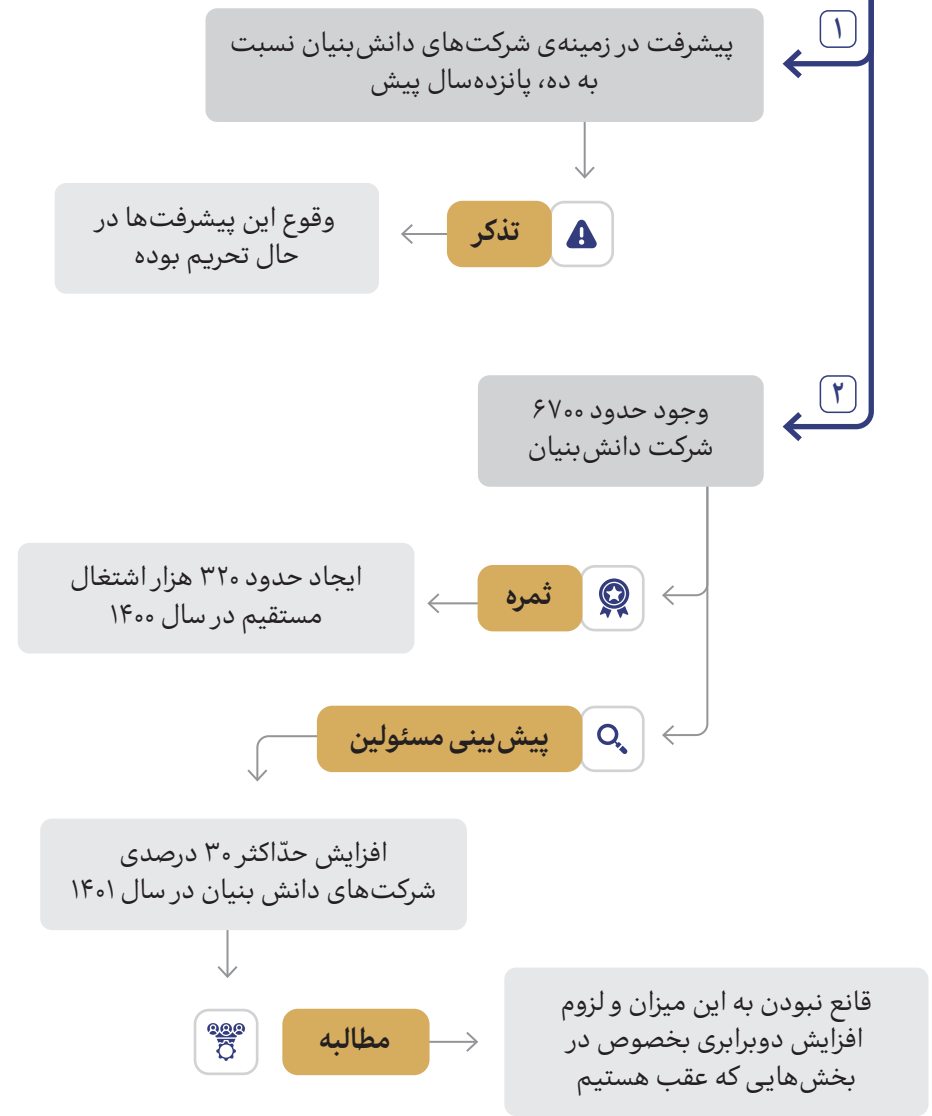 ۱
پیشرفت در زمینه‌ی شرکت‌های دانش‌بنیان نسبت
به ده، پانزده‌سال پیش
تذکر
وقوع این پیشرفت‌ها در
حال تحریم بوده
۲
وجود حدود ۶۷۰۰
شرکت دانش‌بنیان
ثمره
ایجاد حدود ۳۲۰ هزار اشتغال
مستقیم در سال ۱۴۰۰
پیش‌بینی مسئولین
افزایش حدّاکثر ۳۰ درصدی
شرکت‌های دانش بنیان در سال ۱۴۰۱
مطالبه
قانع نبودن به این میزان و لزوم
افزایش دوبرابری بخصوص در
بخش‌هایی که عقب هستیم